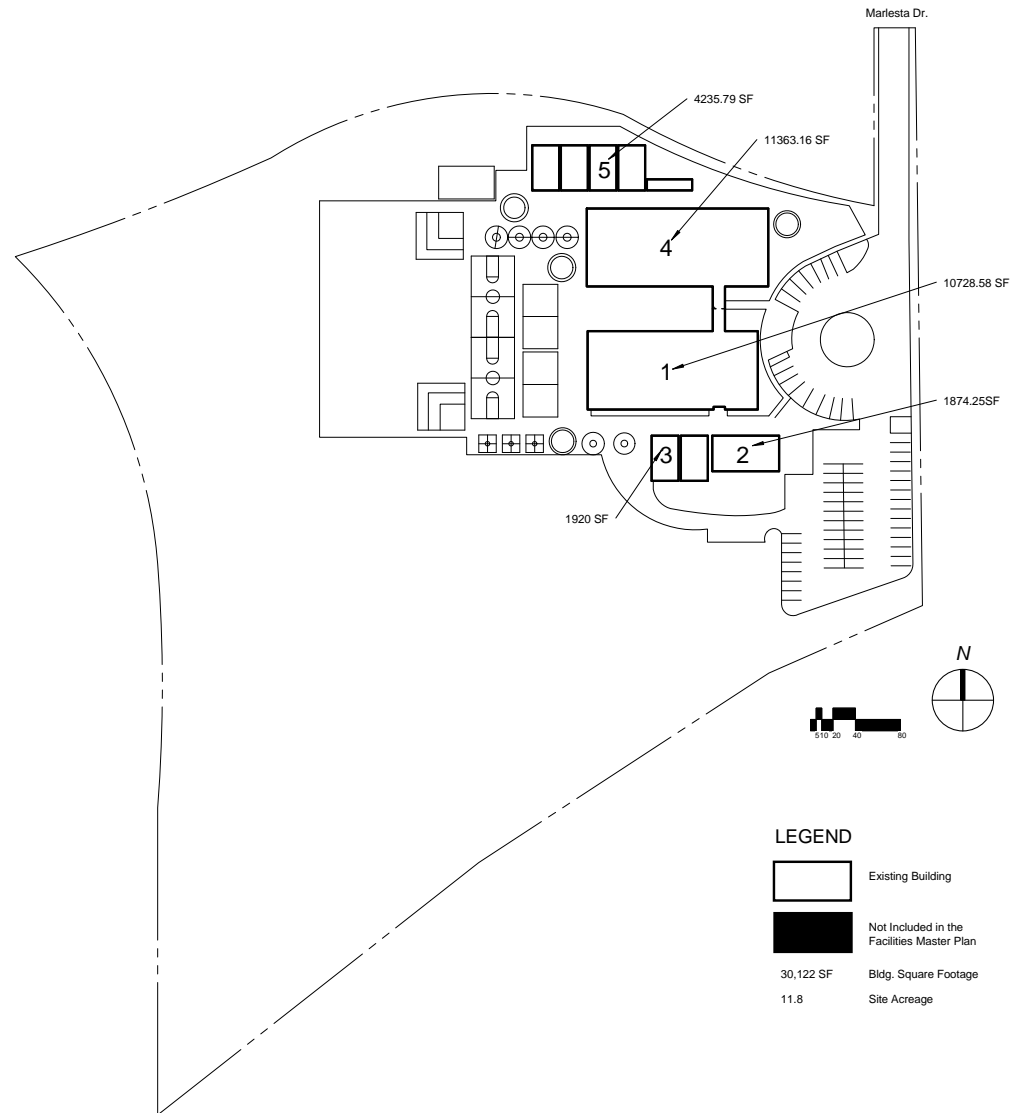 Marlesta Dr.
4235.79 SF
11363.16 SF
5
4
10728.58 SF
1
1874.25SF
3
2
1920 SF
N
510 20 40 80
LEGEND
Existing Building
Not Included in the
Facilities Master Plan
30,122 SF Bldg. Square Footage
11.8 Site Acreage